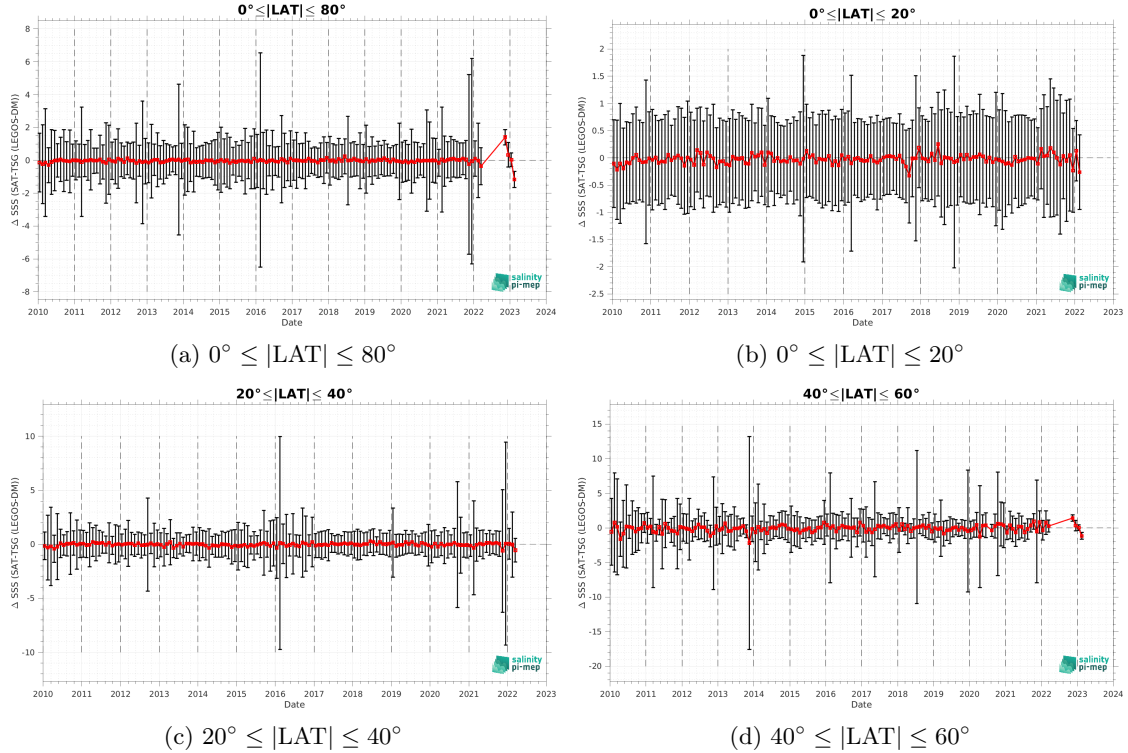 0°≤|LAT|≤ 80°
8
6
4
2
0
-2
-4
-6
-8
Δ SSS (SAT-TSG (LEGOS-DM))
2010 2011 2012 2013 2014 2015 2016 2017 2018 2019 2020 2021 2022 2023 2024
Date
salinity
pi-mep
(a) 0° ≤ |LAT| ≤ 80°
0°≤|LAT|≤ 20°
2
1.5
1
0.5
0
-0.5
-1
-1.5
-2
-2.5
Δ SSS (SAT-TSG (LEGOS-DM))
2010 2011 2012 2013 2014 2015 2016 2017 2018 2019 2020 2021 2022 2023
Date
salinity
pi-mep
(b) 0° ≤ |LAT| ≤ 20°
20°≤|LAT|≤ 40°
10
5
0
-5
-10
Δ SSS (SAT-TSG (LEGOS-DM))
2010 2011 2012 2013 2014 2015 2016 2017 2018 2019 2020 2021 2022 2023
Date
salinity
pi-mep
(c) 20° ≤ |LAT| ≤ 40°
40°≤|LAT|≤ 60°
15
10
5
0
-5
-10
-15
-20
Δ SSS (SAT-TSG (LEGOS-DM))
2010 2011 2012 2013 2014 2015 2016 2017 2018 2019 2020 2021 2022 2023 2024
Date
salinity
pi-mep
(d) 40° ≤ |LAT| ≤ 60°